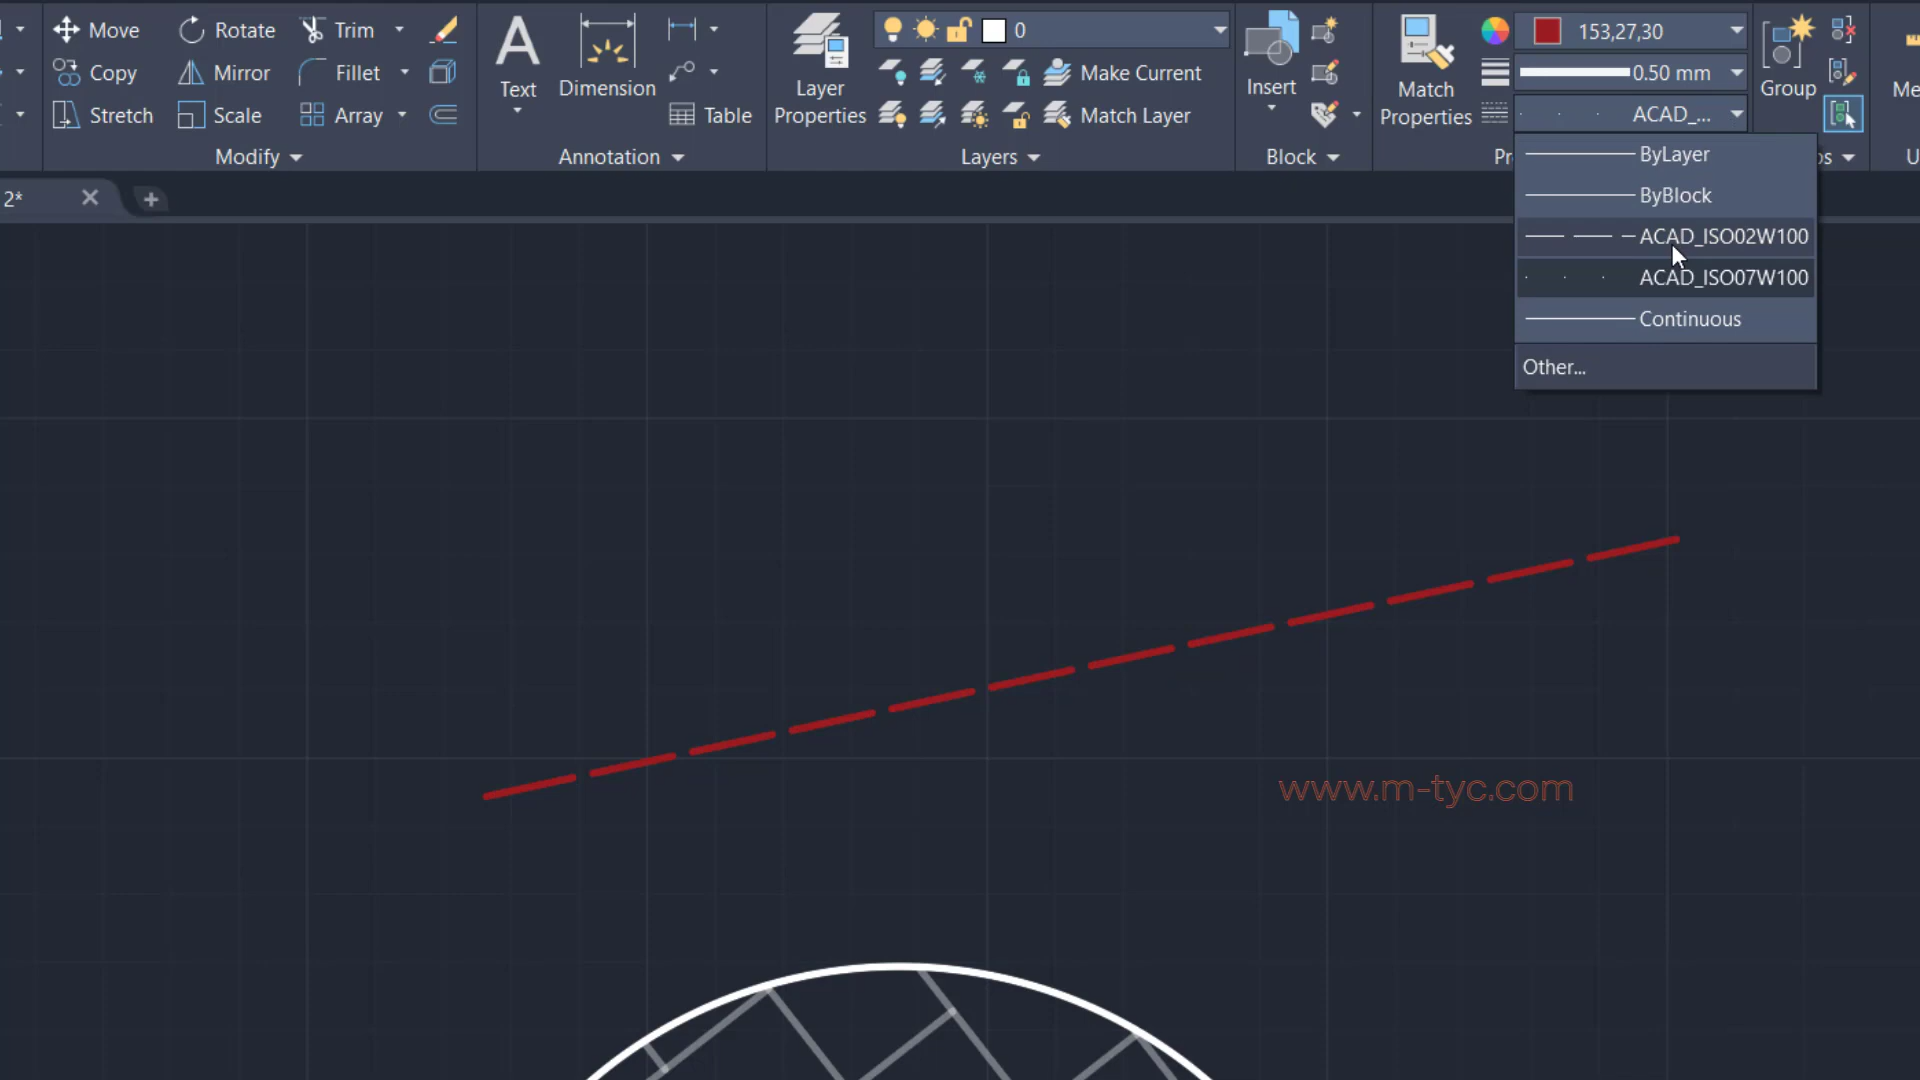 Move
Rotate
Trim
Copy
Mirror
Fillet
Stretch
Scale
Array
Modify
A
Text
Dimension
Table
Annotation
Layer
Properties
0
Make Current
Match Layer
Layers
Insert
Block
Match
Properties
153,27,30
0.50 mm
ACAD_...
Group
2*
ByLayer
ByBlock
ACAD_ISO02W100
ACAD_ISO07W100
Continuous
Other...
www.m-tyc.com